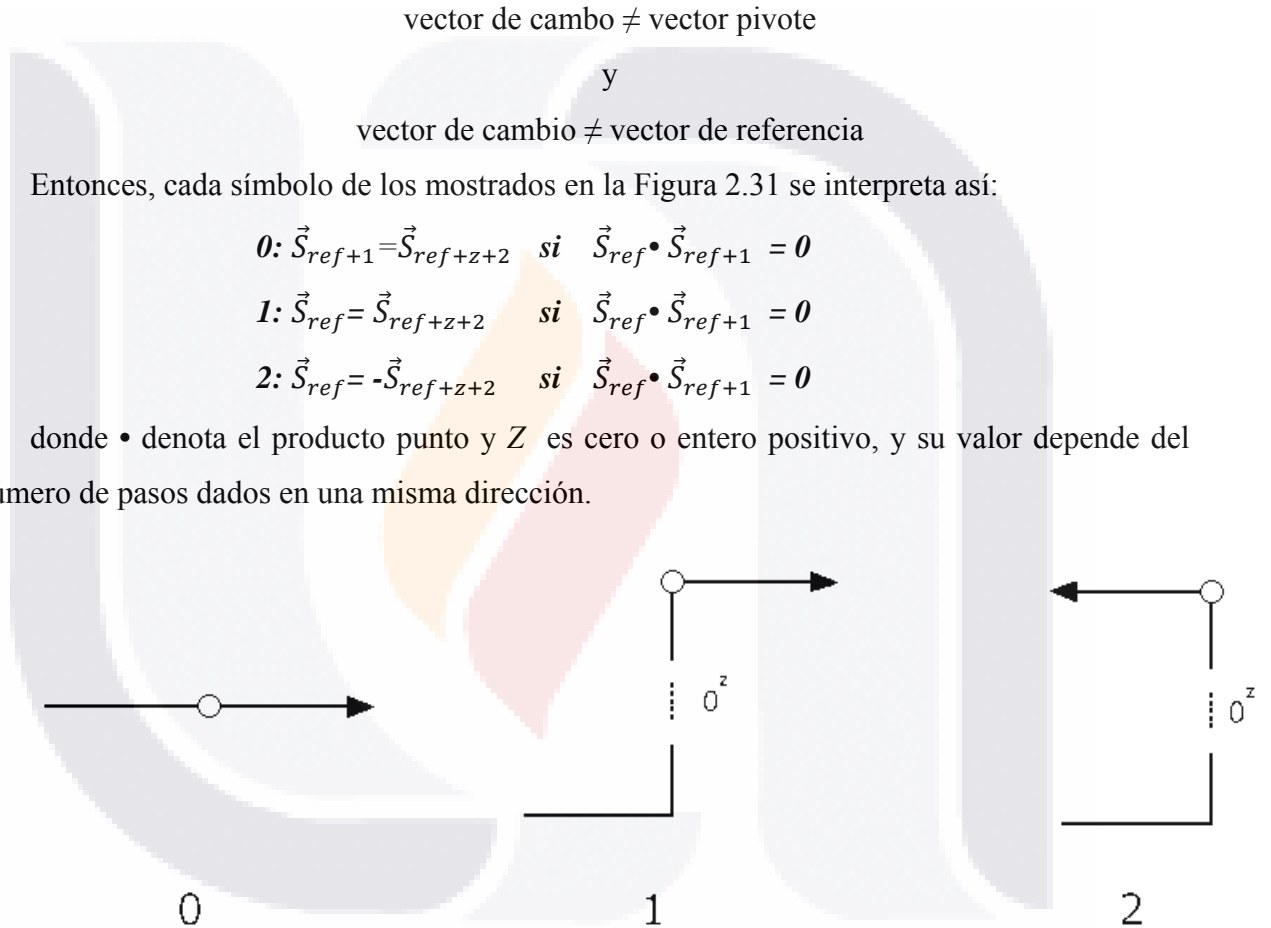 vector de cambo ≠ vector pivote
y
vector de cambio ≠ vector de referencia
Entonces, cada símbolo de los mostrados en la Figura 2.31 se interpreta así:
0: S⃗ref+1=S⃗ref+z+2 si S⃗ref• S⃗ref+1 = 0
1: S⃗ref= S⃗ref+z+2 si S⃗ref• S⃗ref+1 = 0
2: S⃗ref= -S⃗ref+z+2 si S⃗ref• S⃗ref+1 = 0
donde • denota el producto punto y Z es cero o entero positivo, y su valor depende del
umero de pasos dados en una misma dirección.
0^z 0^z
0 1 2